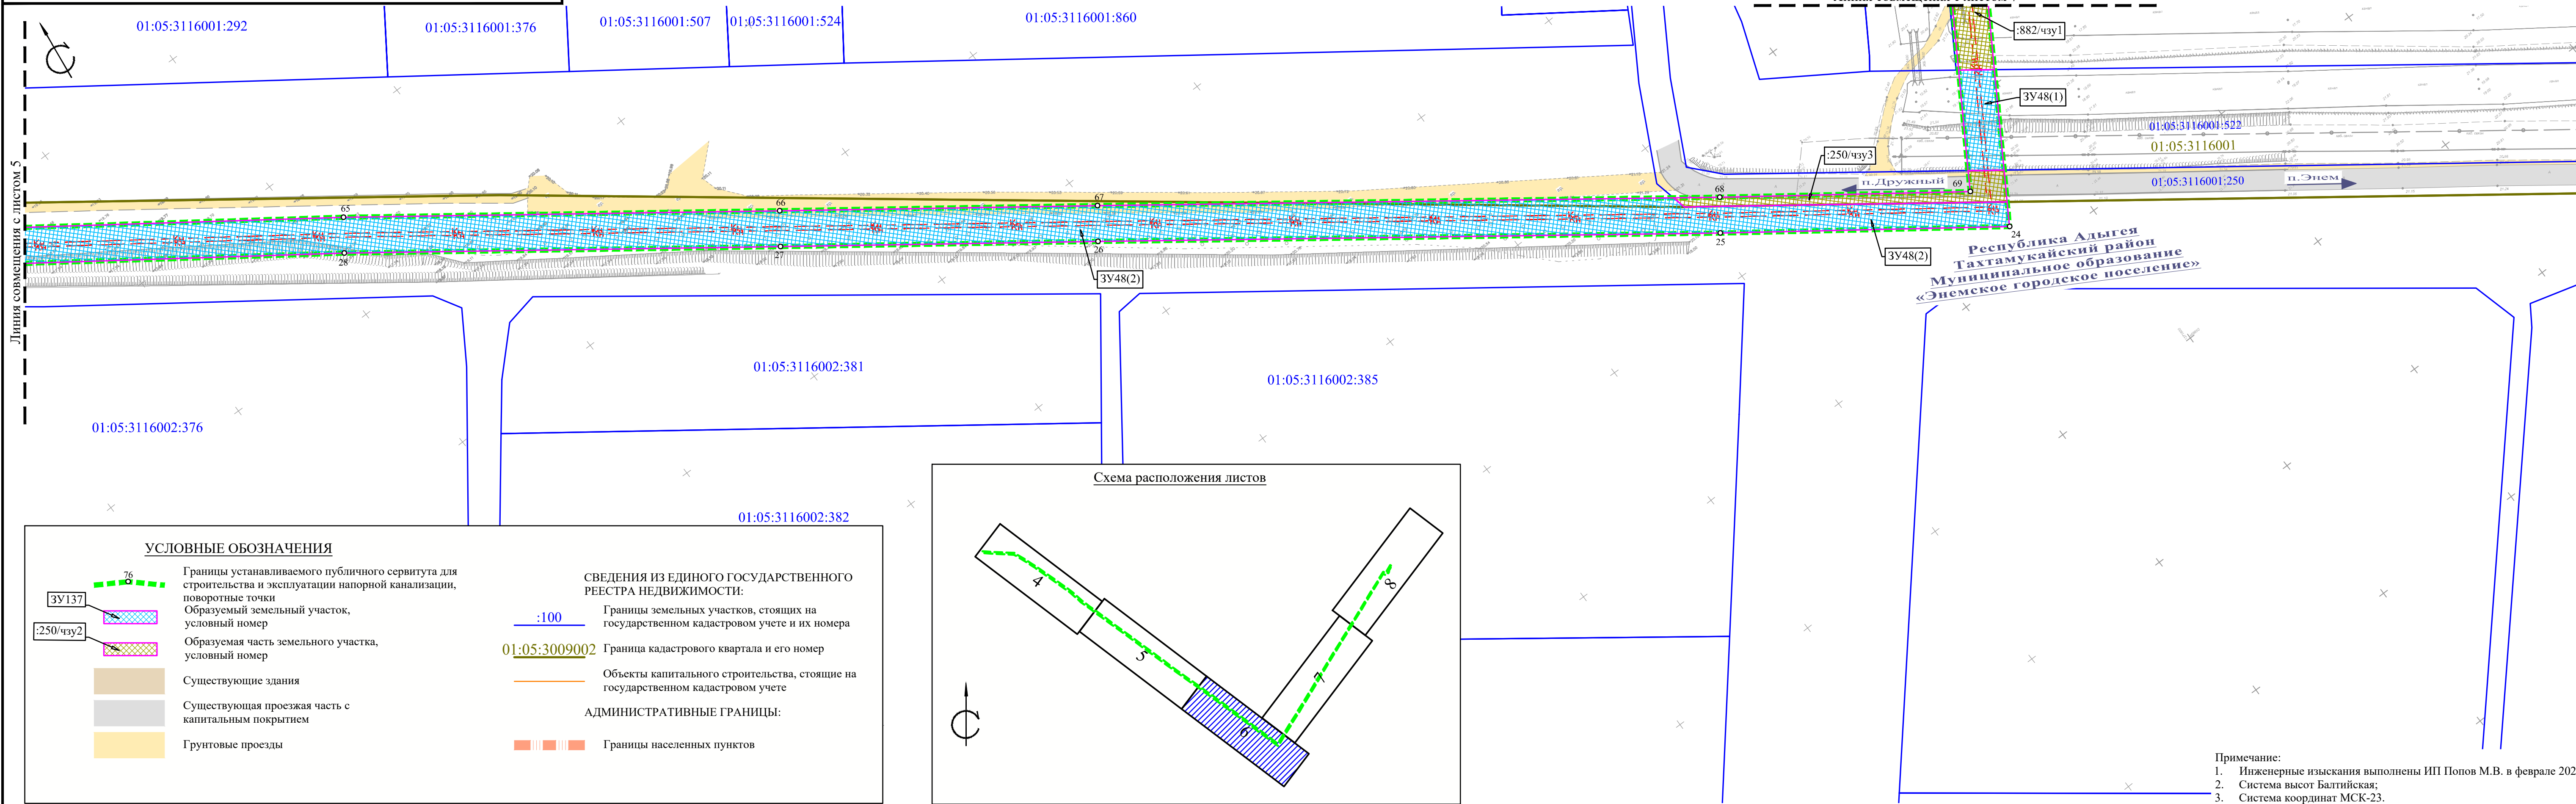 01:05:3116001:292
01:05:3116001:376
01:05:3116001:507
01:05:3116001:524
01:05:3116001:860
:882/чзу1
ЗУ48(1)
01:05:3116001:522
01:05:3116001
:250/чзу3
п.Дружный
69
01:05:3116001:250
п.Энем
65
66
67
68
28
27
26
25
24
ЗУ48(2)
ЗУ48(2)
Линия совмещения с листом 5
Республика Адыгея
Тахтамукайский район
Муниципальное образование
«Энемское городское поселение»
01:05:3116002:381
01:05:3116002:385
01:05:3116002:376
01:05:3116002:382
УСЛОВНЫЕ ОБОЗНАЧЕНИЯ
76
Границы устанавливаемого публичного сервитута для
строительства и эксплуатации напорной канализации,
поворотные точки
ЗУ137
Образуемый земельный участок,
условный номер
:250/чзу2
Образуемая часть земельного участка,
условный номер
Существующие здания
Существующая проезжая часть с
капитальным покрытием
Грунтовые проезды
СВЕДЕНИЯ ИЗ ЕДИНОГО ГОСУДАРСТВЕННОГО
РЕЕСТРА НЕДВИЖИМОСТИ:
:100
Границы земельных участков, стоящих на
государственном кадастровом учете и их номера
01:05:3009002
Граница кадастрового квартала и его номер
Объекты капитального строительства, стоящие на
государственном кадастровом учете
АДМИНИСТРАТИВНЫЕ ГРАНИЦЫ:
Границы населенных пунктов
Схема расположения листов
4
5
6
7
8
С
С
Примечание:
1. Инженерные изыскания выполнены ИП Попов М.В. в феврале 202
2. Система высот Балтийская;
3. Система координат МСК-23.